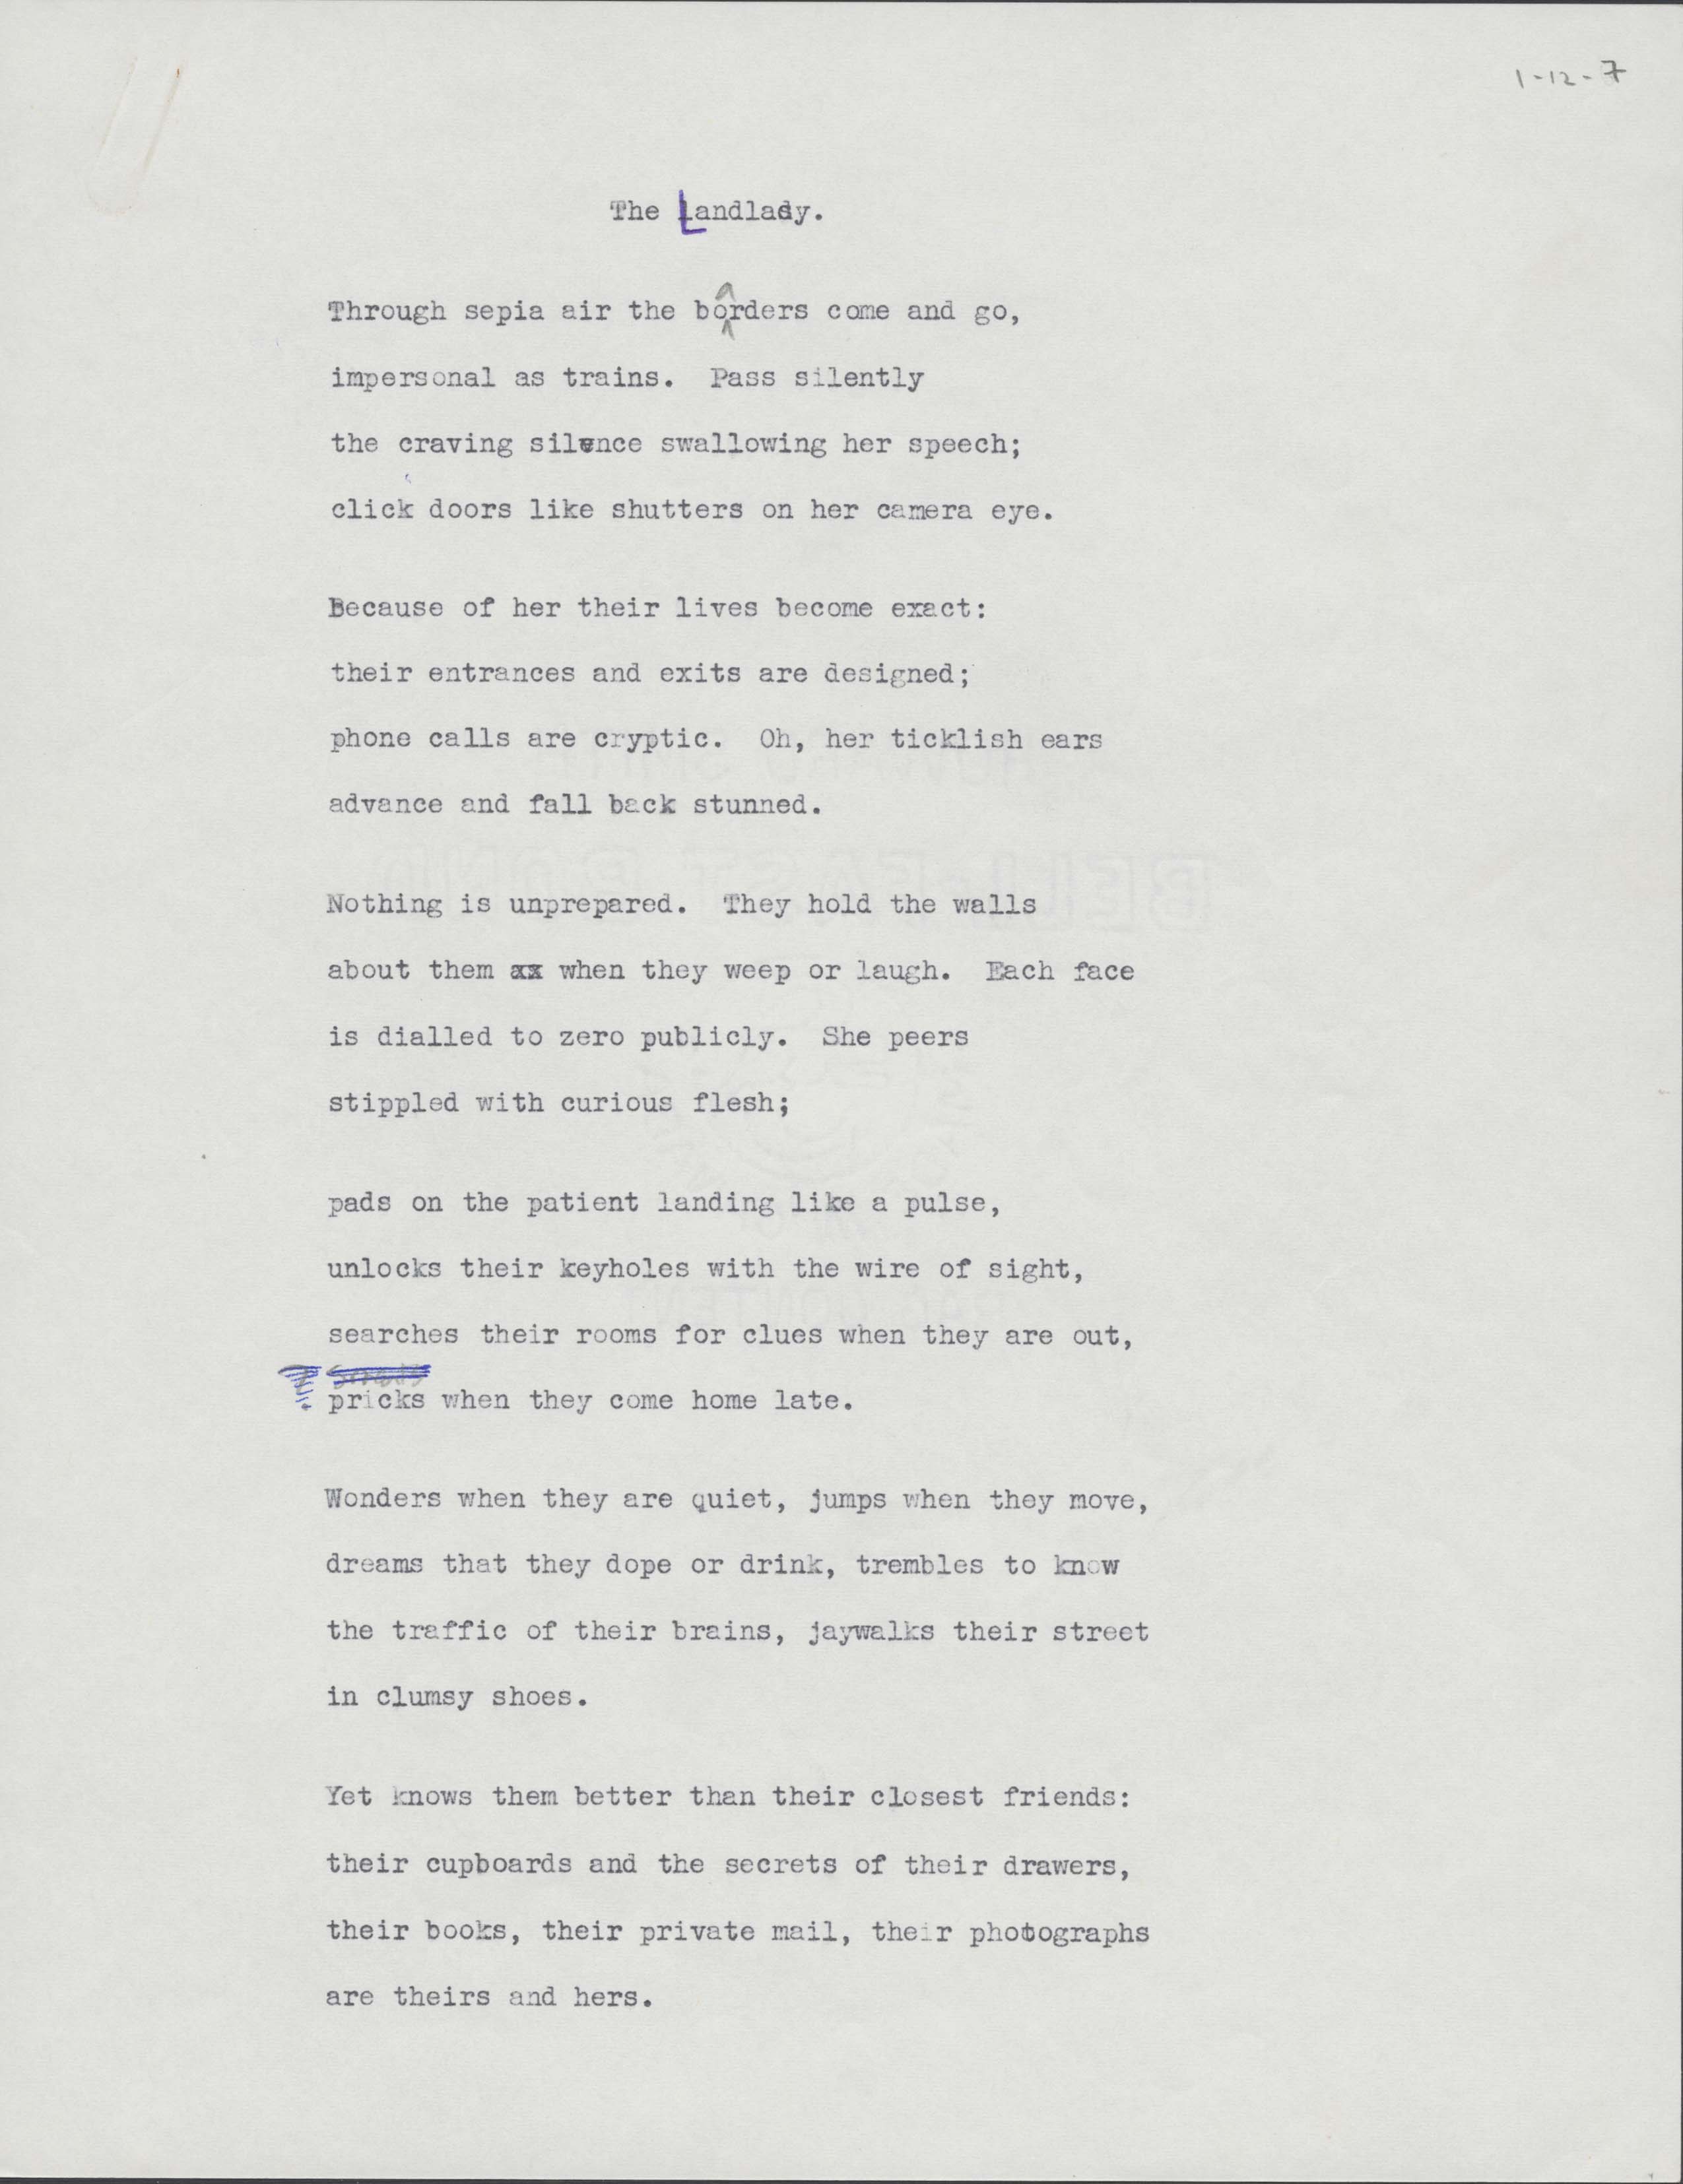 1-12-7
The Landlady.
Through sepia air the boarders come and go,
impersonal as trains. Pass silently
the craving silence swallowing her speech;
click doors like shutters on her camera eye.
Because of her their lives become exact:
their entrances and exits are designed;
phone calls are cryptic. Oh, her ticklish ears
advance and fall back stunned.
Nothing is unprepared. They hold the walls
about them xx when they weep or laugh. Each face
is dialled to zero publicly. She peers
stippled with curious flesh;
pads on the patient landing like a pulse,
unlocks their keyholes with the wire of sight,
searches their rooms for clues when they are out,
pricks when they come home late.
Wonders when they are quiet, jumps when they move,
dreams that they dope or drink, trembles to know
the traffic of their brains, jaywalks their street
in clumsy shoes.
Yet knows them better than their closest friends:
their cupboards and the secrets of their drawers,
their books, their private mail, their photographs
are theirs and hers.